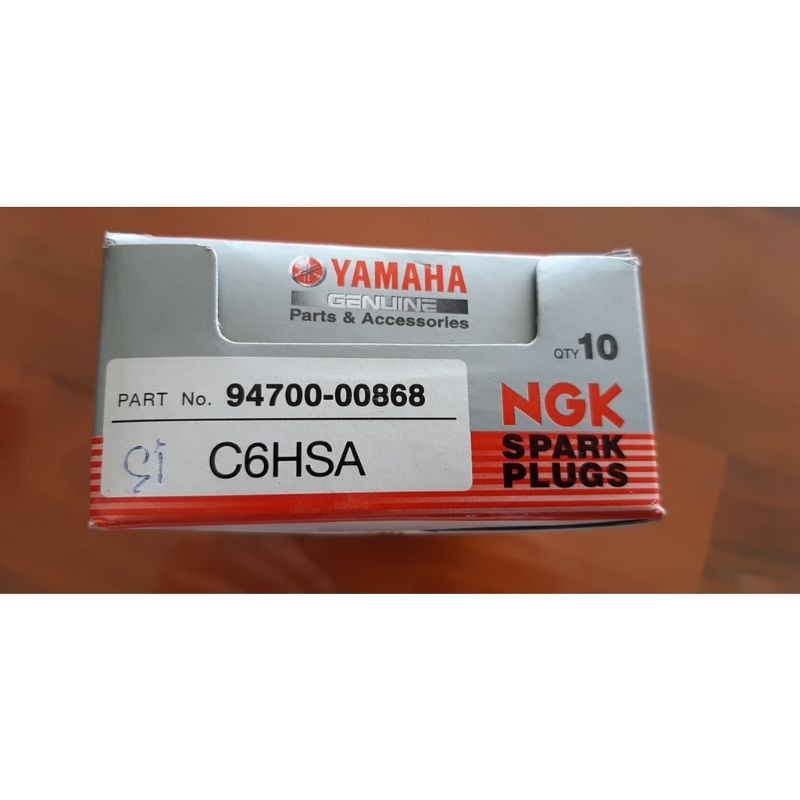 YAMAHA
GENUINE
Parts & Accessories
QTY 10
PART No. 94700-00868
C6HSA
NGK
SPARK
PLUGS